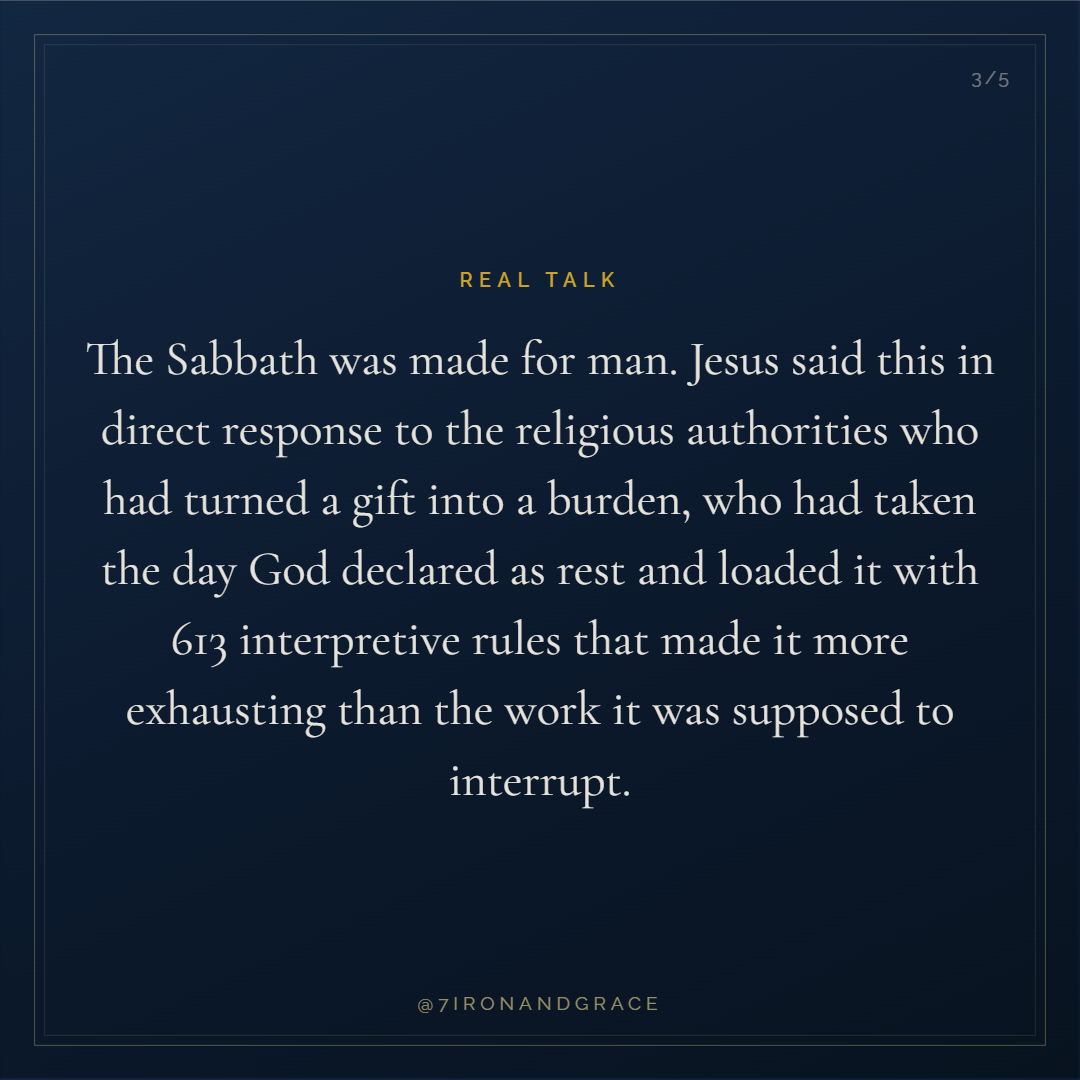 3/5
REAL TALK
The Sabbath was made for man. Jesus said this in
direct response to the religious authorities who
had turned a gift into a burden, who had taken
the day God declared as rest and loaded it with
613 interpretive rules that made it more
exhausting than the work it was supposed to
interrupt.
@7IRONANDGRACE